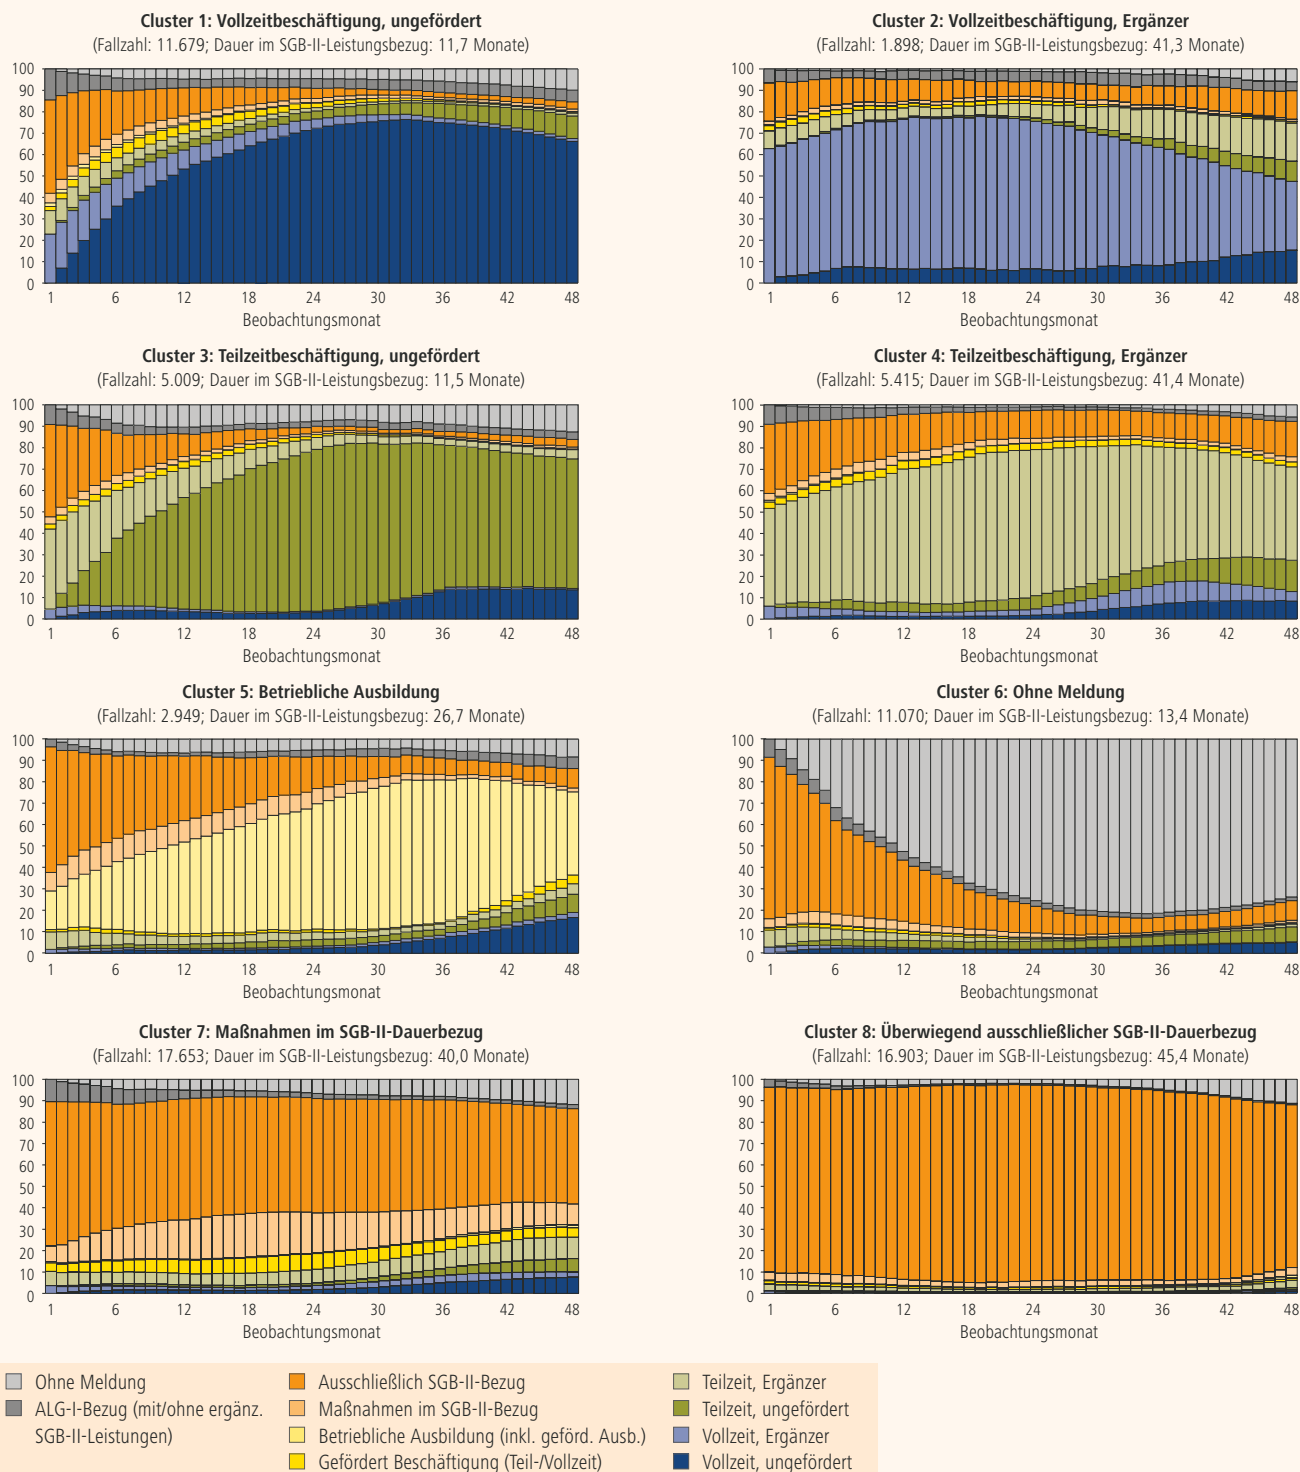 Cluster 1: Vollzeitbeschäftigung, ungefördert
(Fallzahl: 11.679; Dauer im SGB-II-Leistungsbezug: 11,7 Monate)
100
90
80
70
60
50
40
30
20
10
0
1 6 12 18 24 30 36 42 48
Beobachtungsmonat
Cluster 2: Vollzeitbeschäftigung, Ergänzer
(Fallzahl: 1.898; Dauer im SGB-II-Leistungsbezug: 41,3 Monate)
100
90
80
70
60
50
40
30
20
10
0
1 6 12 18 24 30 36 42 48
Beobachtungsmonat
Cluster 3: Teilzeitbeschäftigung, ungefördert
(Fallzahl: 5.009; Dauer im SGB-II-Leistungsbezug: 11,5 Monate)
100
90
80
70
60
50
40
30
20
10
0
1 6 12 18 24 30 36 42 48
Beobachtungsmonat
Cluster 4: Teilzeitbeschäftigung, Ergänzer
(Fallzahl: 5.415; Dauer im SGB-II-Leistungsbezug: 41,4 Monate)
100
90
80
70
60
50
40
30
20
10
0
1 6 12 18 24 30 36 42 48
Beobachtungsmonat
Cluster 5: Betriebliche Ausbildung
(Fallzahl: 2.949; Dauer im SGB-II-Leistungsbezug: 26,7 Monate)
100
90
80
70
60
50
40
30
20
10
0
1 6 12 18 24 30 36 42 48
Beobachtungsmonat
Cluster 6: Ohne Meldung
(Fallzahl: 11.070; Dauer im SGB-II-Leistungsbezug: 13,4 Monate)
100
90
80
70
60
50
40
30
20
10
0
1 6 12 18 24 30 36 42 48
Beobachtungsmonat
Cluster 7: Maßnahmen im SGB-II-Dauerbezug
(Fallzahl: 17.653; Dauer im SGB-II-Leistungsbezug: 40,0 Monate)
100
90
80
70
60
50
40
30
20
10
0
1 6 12 18 24 30 36 42 48
Beobachtungsmonat
Cluster 8: Überwiegend ausschließlicher SGB-II-Dauerbezug
(Fallzahl: 16.903; Dauer im SGB-II-Leistungsbezug: 45,4 Monate)
100
90
80
70
60
50
40
30
20
10
0
1 6 12 18 24 30 36 42 48
Beobachtungsmonat
Ohne Meldung
ALG-I-Bezug (mit/ohne ergänz.
SGB-II-Leistungen)
Ausschließlich SGB-II-Bezug
Maßnahmen im SGB-II-Bezug
Betriebliche Ausbildung (inkl. geförd. Ausb.)
Gefördert Beschäftigung (Teil-/Vollzeit)
Teilzeit, Ergänzer
Teilzeit, ungefördert
Vollzeit, Ergänzer
Vollzeit, ungefördert